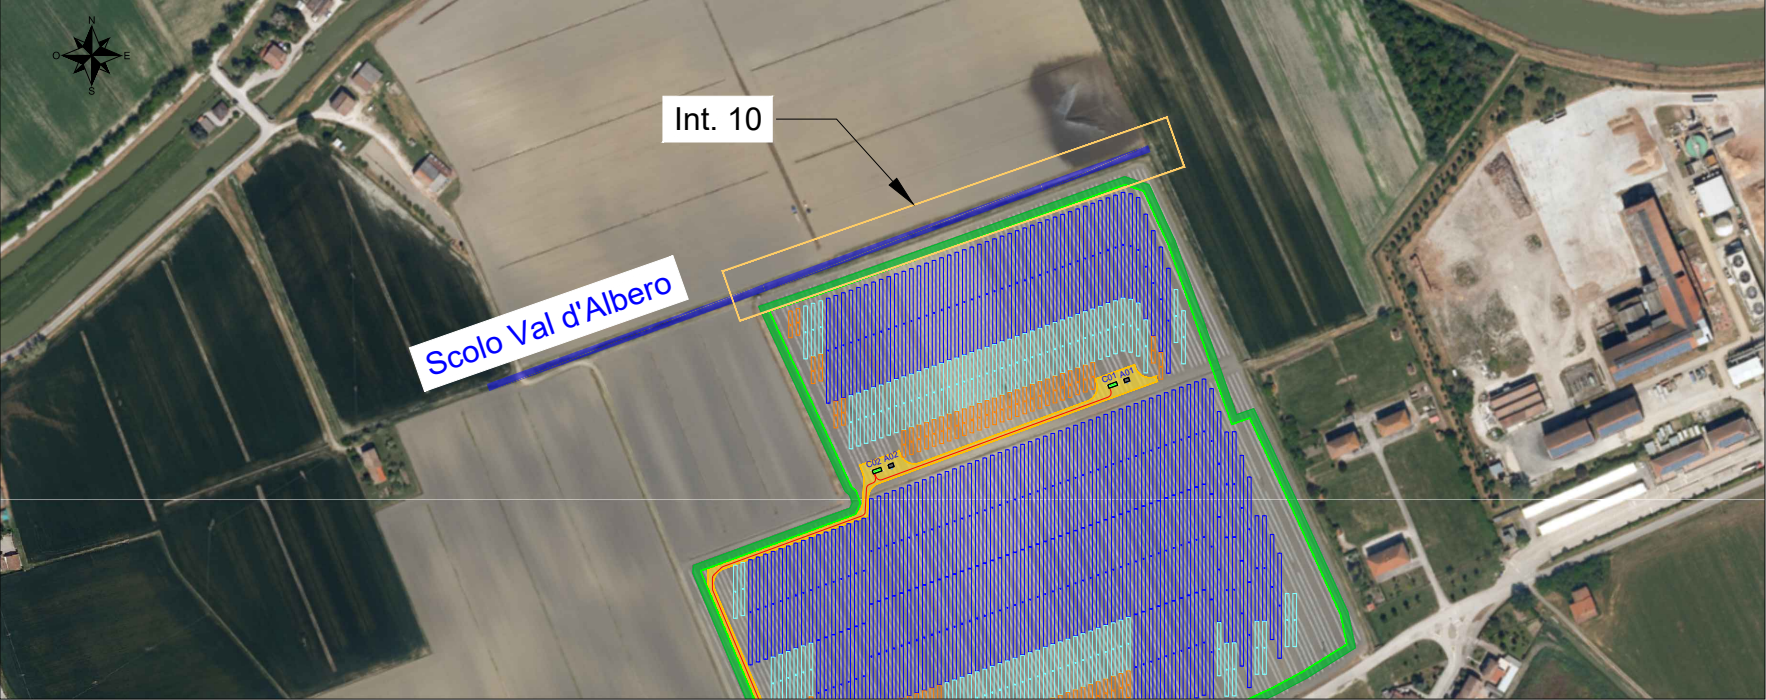 N
O
E
S
Int. 10
Scolo Val d'Albero
C01 A01
C02 A02